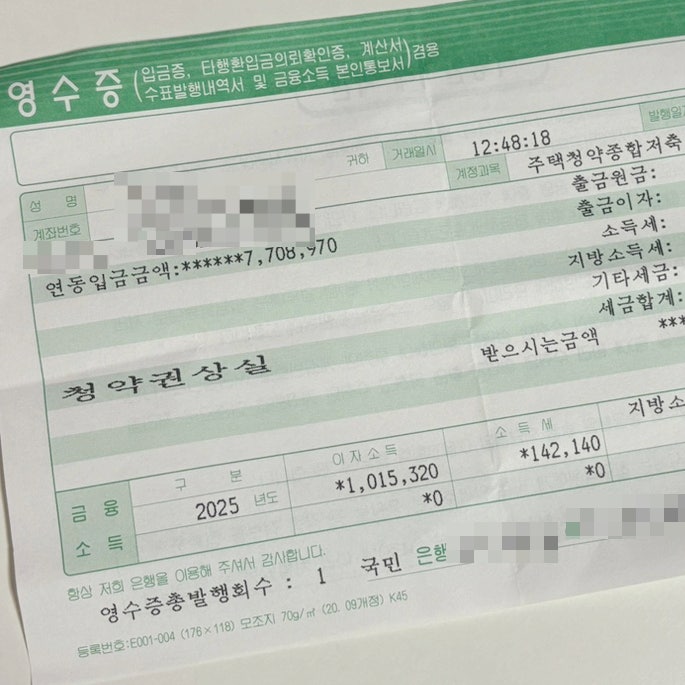 영수증 (입금증, 타행환입금의뢰확인증, 계산서 수표발행내역서 및 금융소득 본인통보서) 겸용
귀하 거래일시 12:48:18
성 명
계정과목 주택청약종합저축
계좌번호
출금원금:
출금이자:
연동입금금액:******7,708,970
소득세:
지방소득세:
기타세금:
세금합계:
청약권상실
받으시는금액 ***
구 분 이자소득 소득세 지방소
금융소득
2025 년도 *1,015,320 *142,140
*0 *0
항상 저희 은행을 이용해 주셔서 감사합니다.
영수증총발행회수 : 1 국민 은행
등록번호:E001-004 (176×118) 모조지 70g/㎡ (20. 09개정) K45